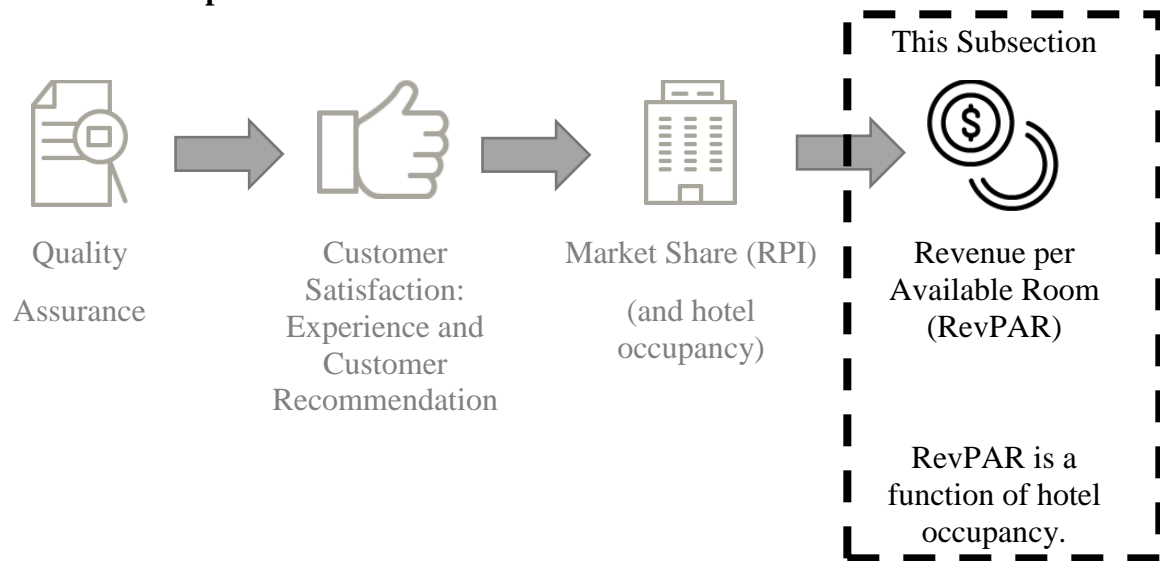 This Subsection
$
Quality
Assurance
Customer
Satisfaction:
Experience and
Customer
Recommendation
Market Share (RPI)
(and hotel
occupancy)
Revenue per
Available Room
(RevPAR)
RevPAR is a
function of hotel
occupancy.